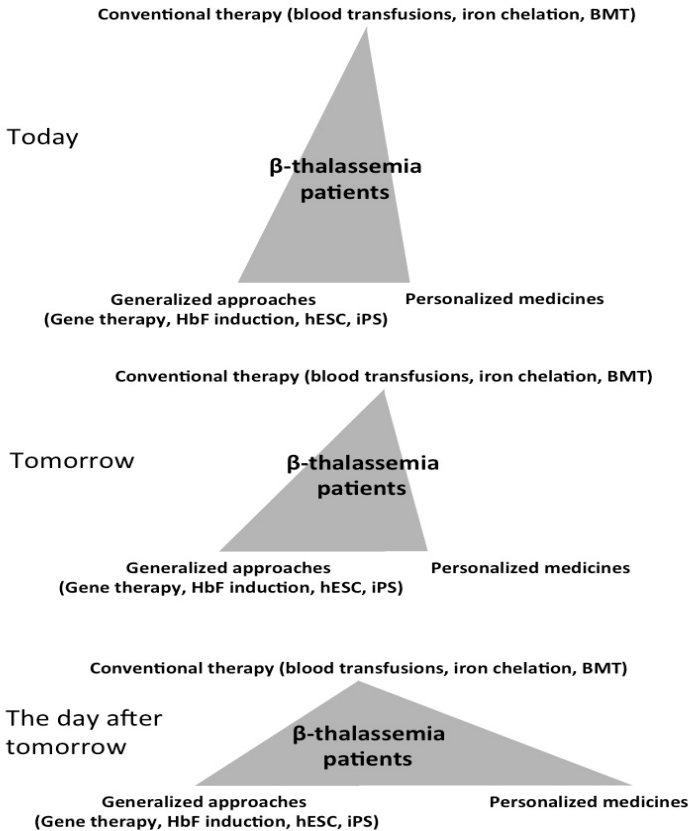 Conventional therapy (blood transfusions, iron chelation, BMT)
Today
β-thalassemia
patients
Generalized approaches
(Gene therapy, HbF induction, hESC, iPS)
Personalized medicines
Conventional therapy (blood transfusions, iron chelation, BMT)
Tomorrow
β-thalassemia
patients
Generalized approaches
(Gene therapy, HbF induction, hESC, iPS)
Personalized medicines
Conventional therapy (blood transfusions, iron chelation, BMT)
The day after
tomorrow
β-thalassemia
patients
Generalized approaches
(Gene therapy, HbF induction, hESC, iPS)
Personalized medicines